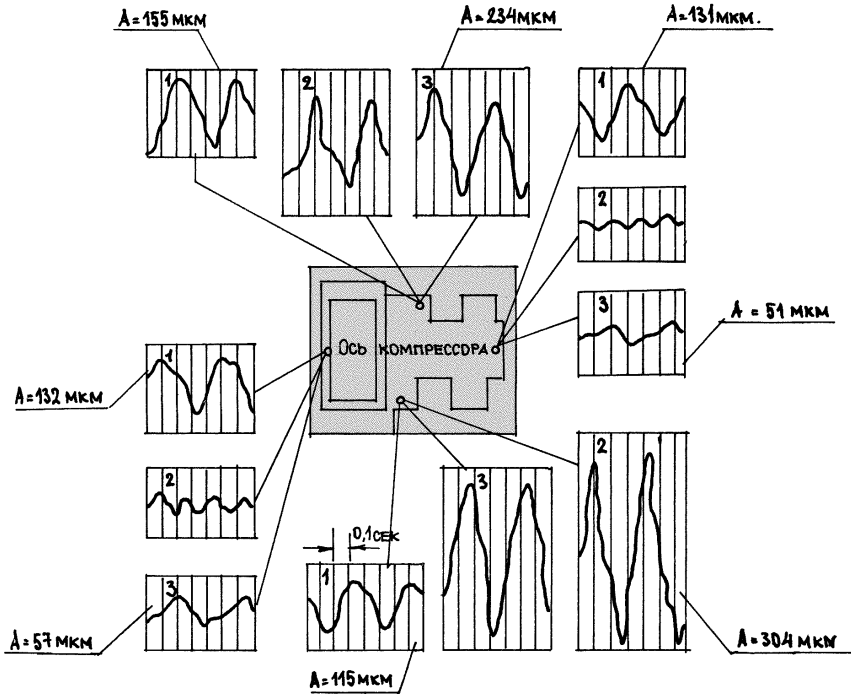 A=155 МКМ
A=234 МКМ
A=131 МКМ.
1
2
3
1
2
3
A=51 МКМ
ОСЬ КОМПРЕССОРА
1
A=132 МКМ
2
3
A=57 МКМ
0,1 СЕК
1
A=115 МКМ
3
2
A=304 МКМ